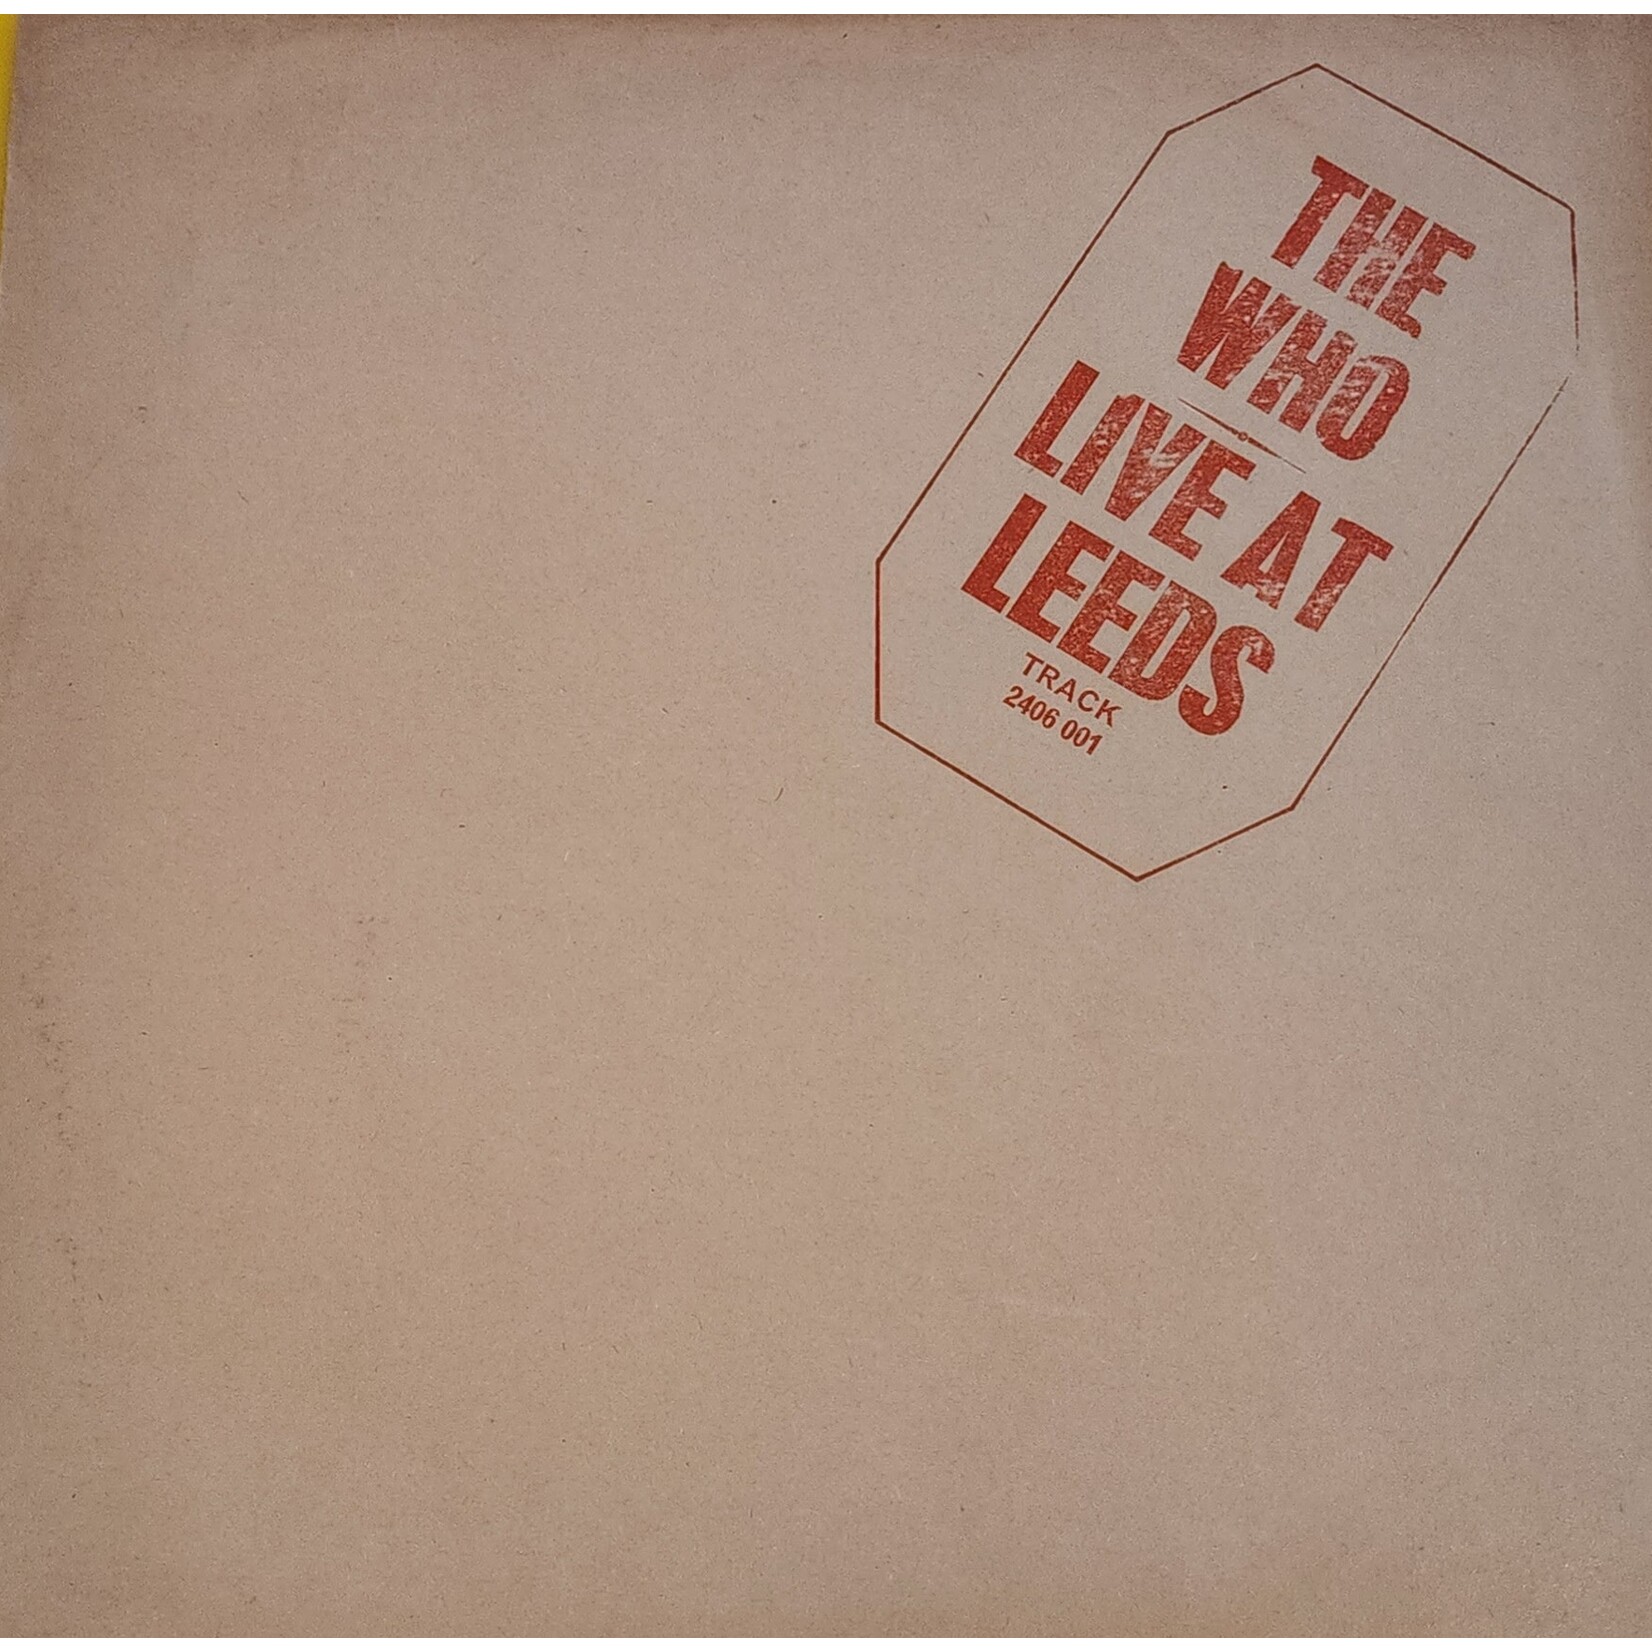 THE
WHO
LIVE AT
LEEDS
TRACK
2406 001